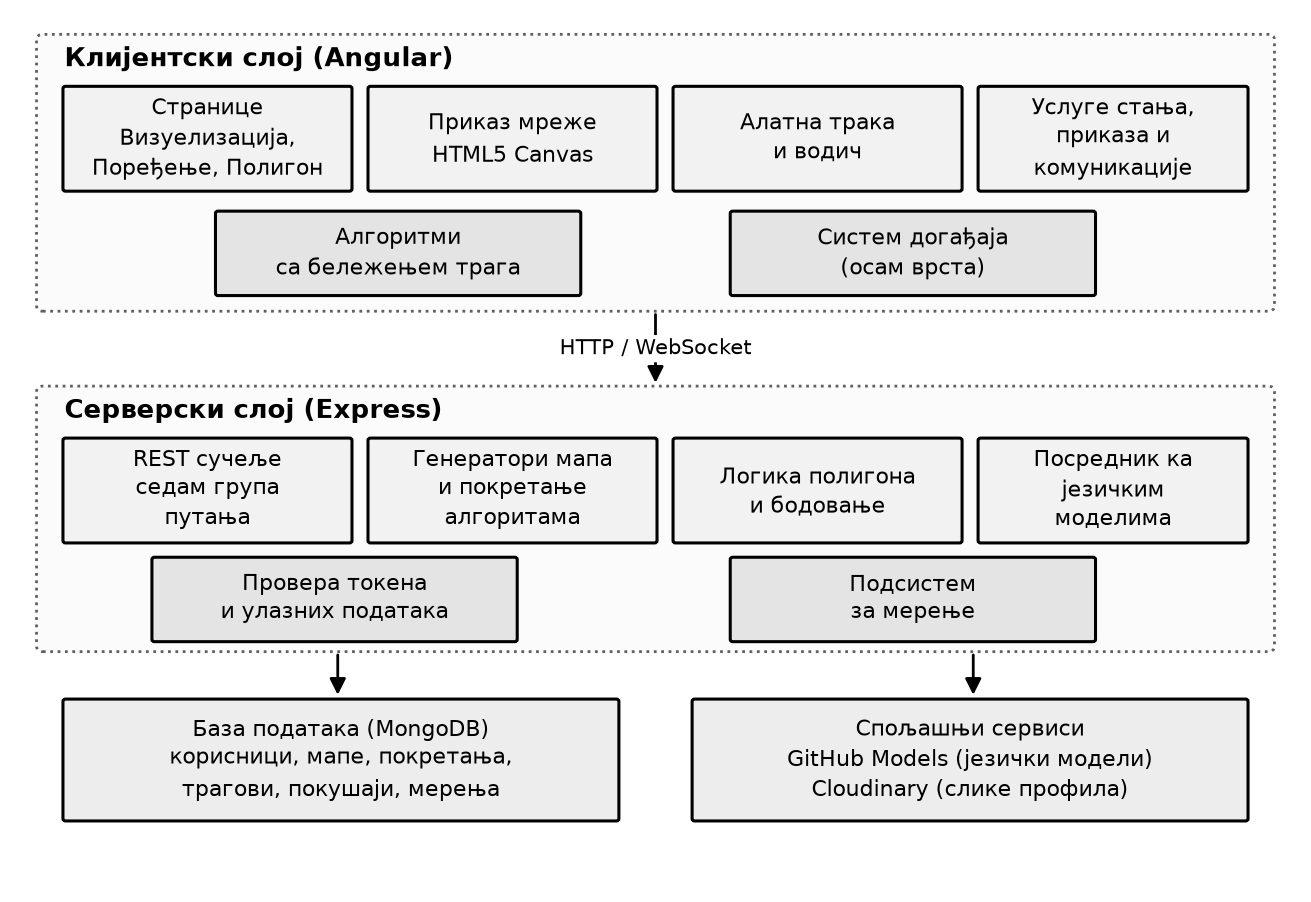 Клијентски слој (Angular)
Странице
Визуелизација,
Поређење, Полигон
Приказ мреже
HTML5 Canvas
Алатна трака
и водич
Услуге стања,
приказа и
комуникације
Алгоритми
са бележењем трага
Систем догађаја
(осам врста)
HTTP / WebSocket
Серверски слој (Express)
REST сучеље
седам група
путања
Генератори мапа
и покретање
алгоритама
Логика полигона
и бодовање
Посредник ка
језичким
моделима
Провера токена
и улазних података
Подсистем
за мерење
База података (MongoDB)
корисници, мапе, покретања,
трагови, покушаји, мерења
Спољашњи сервиси
GitHub Models (језички модели)
Cloudinary (слике профила)